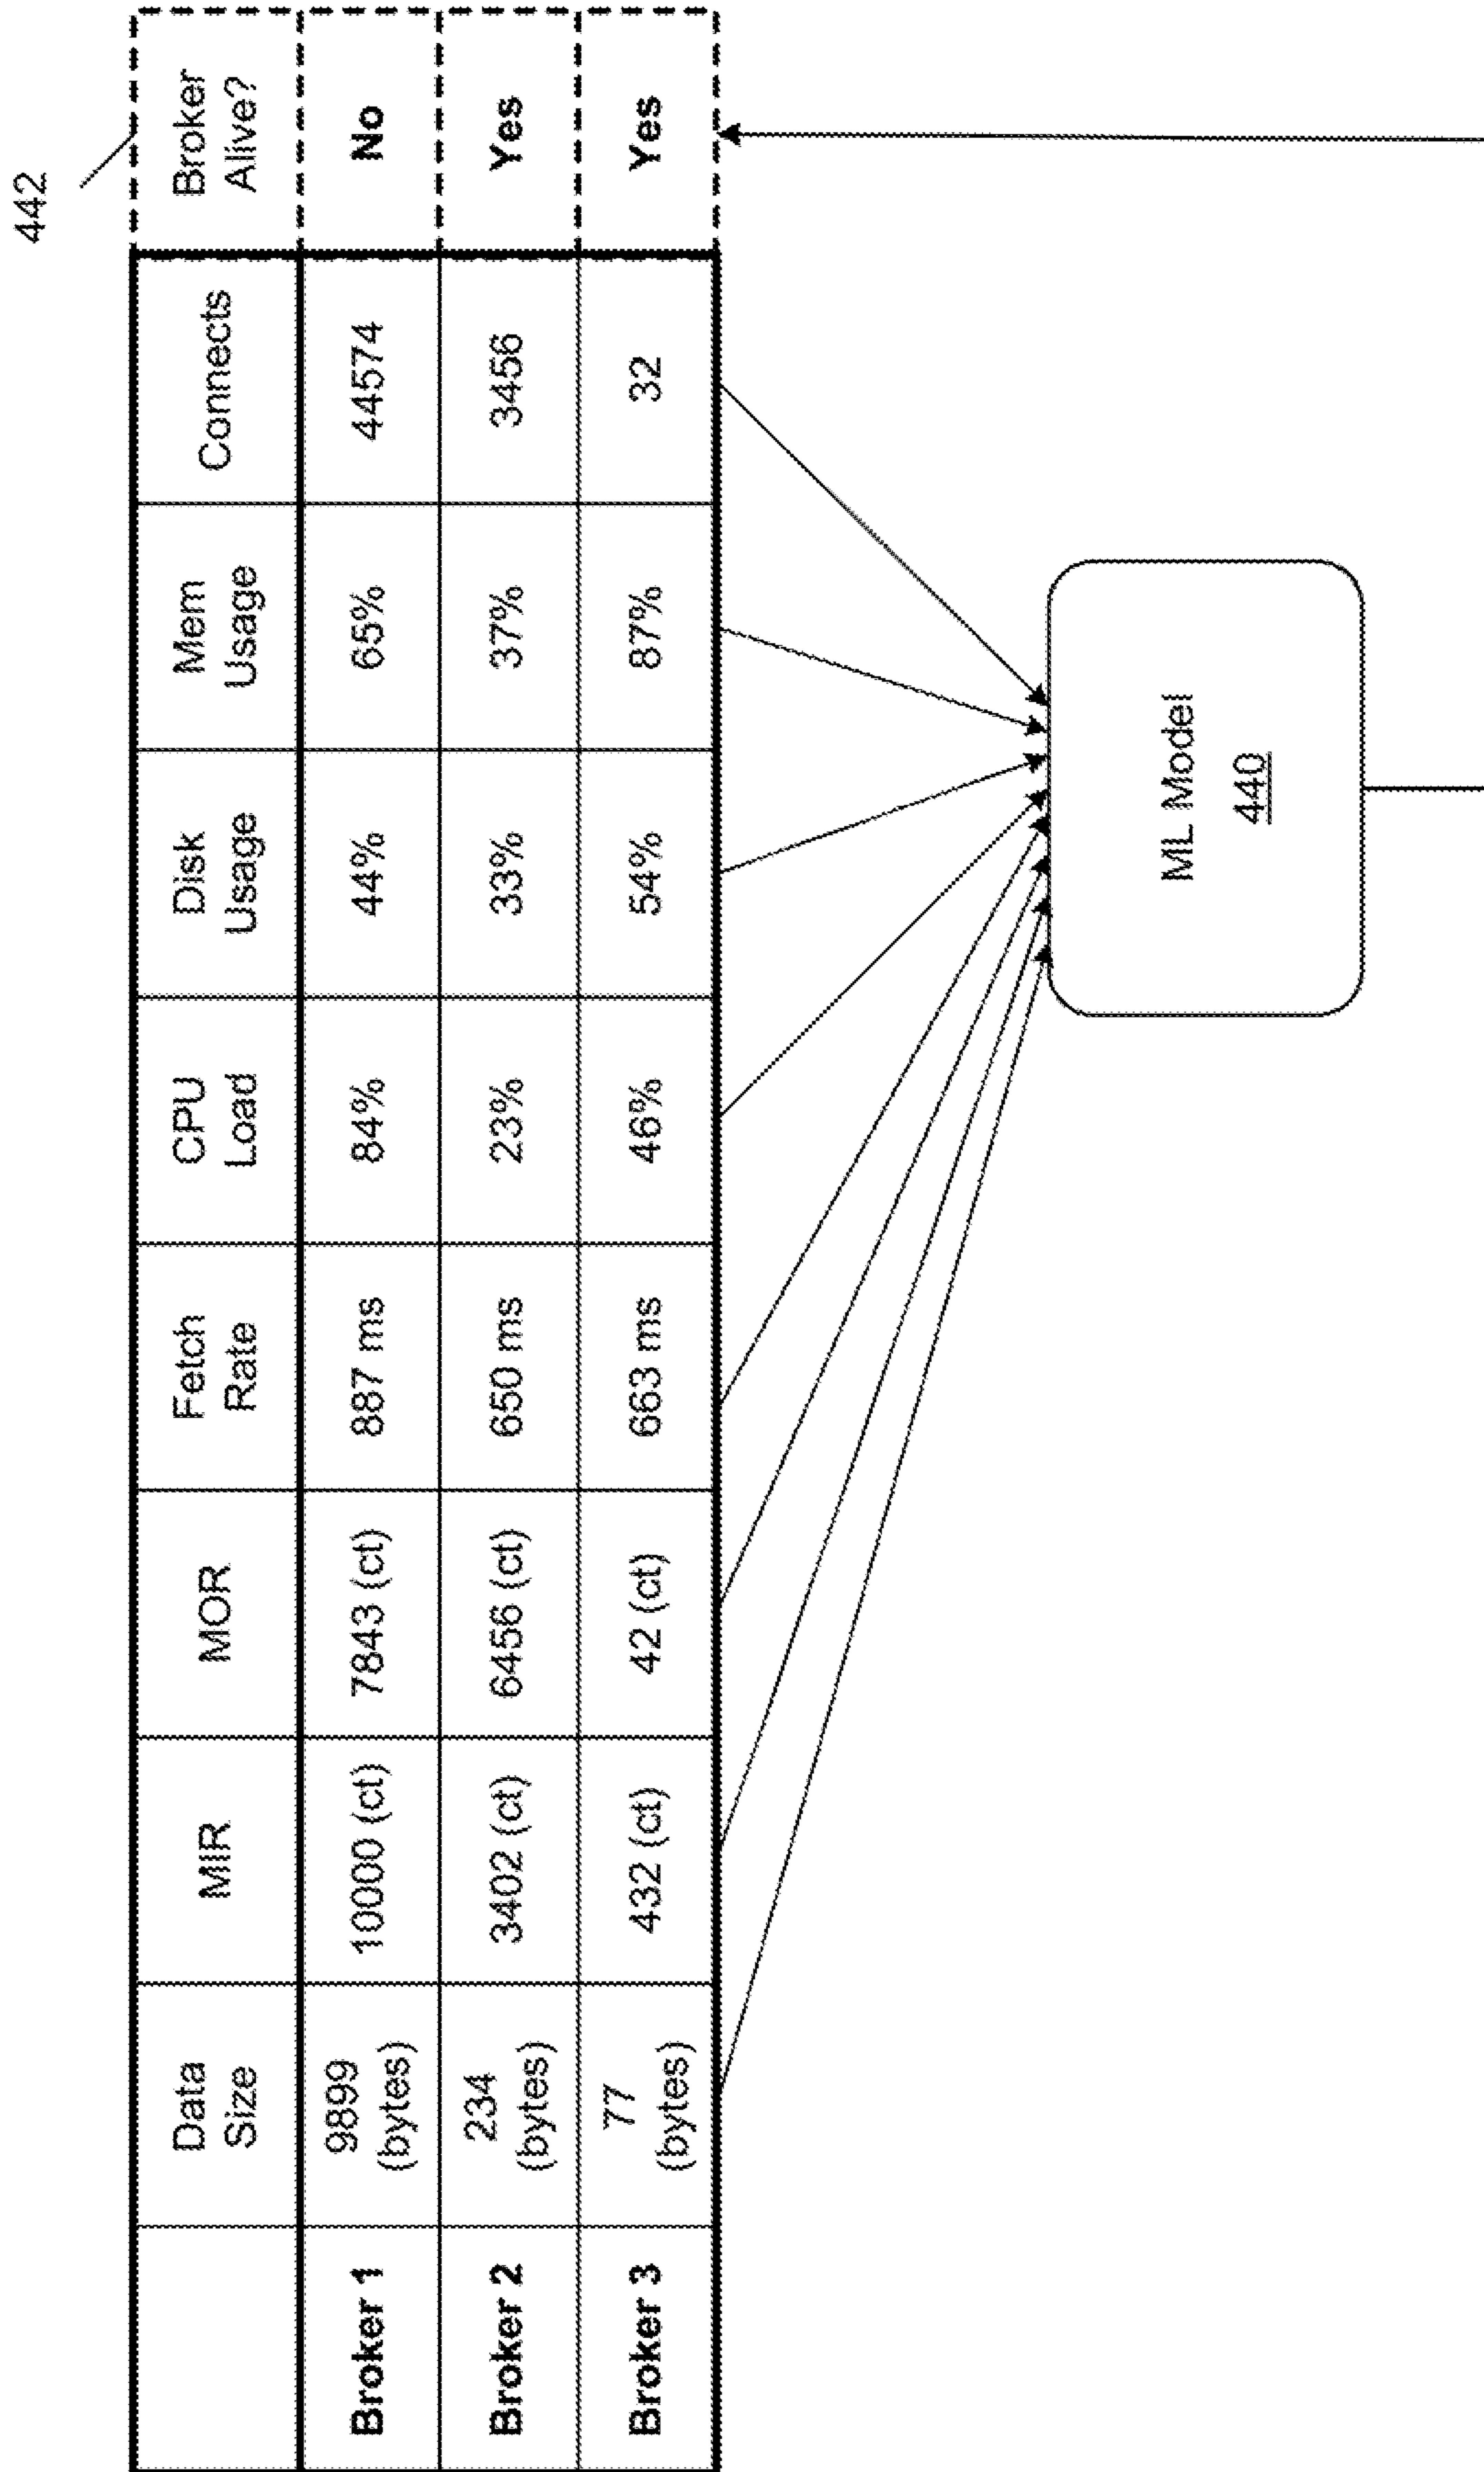 442
Data Size MIR MOR Fetch Rate CPU Load Disk Usage Mem Usage Connects Broker Alive?
Broker 1 9899 (bytes) 10000 (ct) 7843 (ct) 887 ms 84% 44% 65% 44574 No
Broker 2 234 (bytes) 3402 (ct) 6456 (ct) 650 ms 23% 33% 37% 3456 Yes
Broker 3 77 (bytes) 432 (ct) 42 (ct) 663 ms 46% 54% 87% 32 Yes
ML Model
440